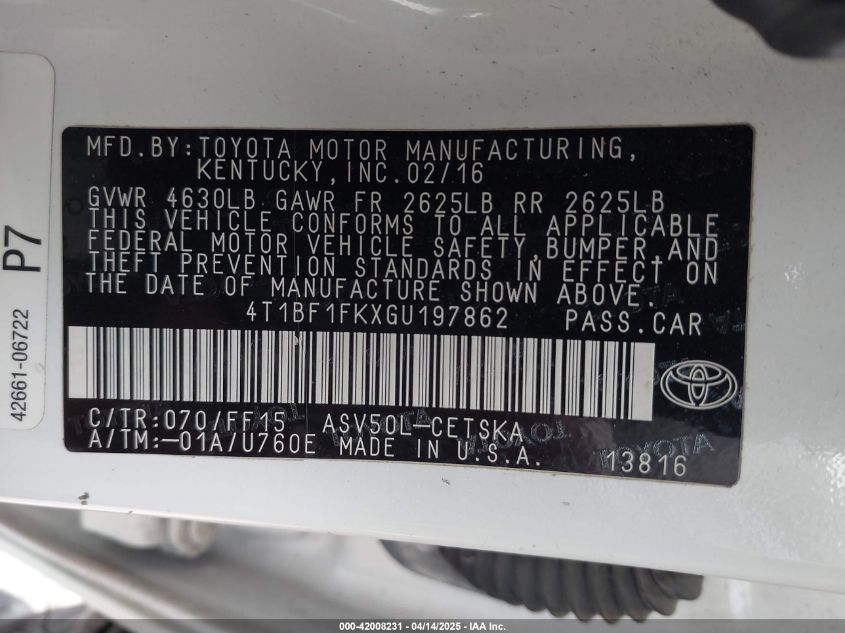 MFD.BY:TOYOTA MOTOR MANUFACTURING,
KENTUCKY, INC.02/16
GVWR 4630LB GAWR FR 2625LB RR 2625LB
THIS VEHICLE CONFORMS TO ALL APPLICABLE
FEDERAL MOTOR VEHICLE SAFETY,BUMPER,AND
THEFT PREVENTION STANDARDS IN EFFECT ON
THE DATE OF MANUFACTURE SHOWN ABOVE.
4T1BF1FKXGU197862 PASS.CAR
C/TR:070/FF15 ASV50L-CETSKA
A/TM:-01A/U760E MADE IN U.S.A. 13816
TOYOTA TOYOTA
42661-06722 P7
000-42008231 - 04/14/2025 - IAA Inc.